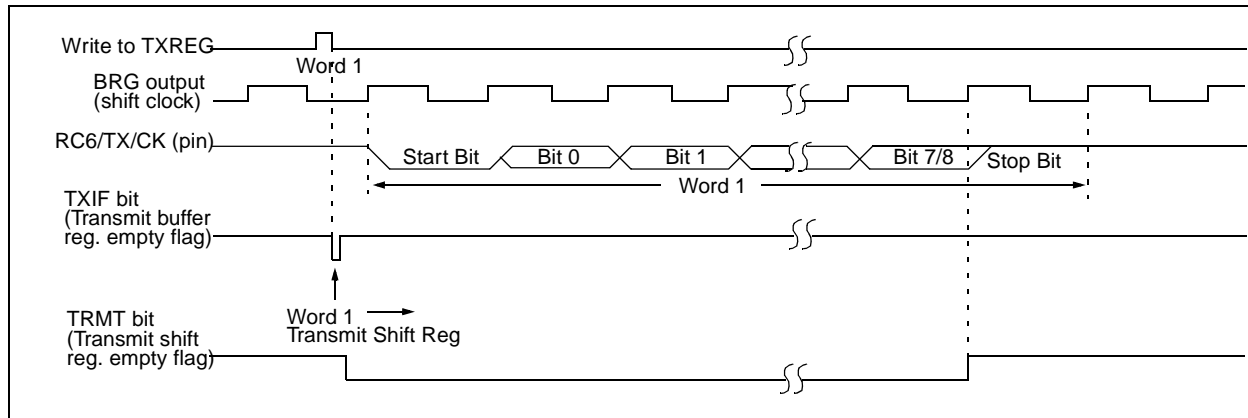 Write to TXREG
Word 1
BRG output
(shift clock)
RC6/TX/CK (pin)
Start Bit
Bit 0
Bit 1
Bit 7/8
Stop Bit
Word 1
TXIF bit
(Transmit buffer
reg. empty flag)
Word 1
Transmit Shift Reg
TRMT bit
(Transmit shift
reg. empty flag)